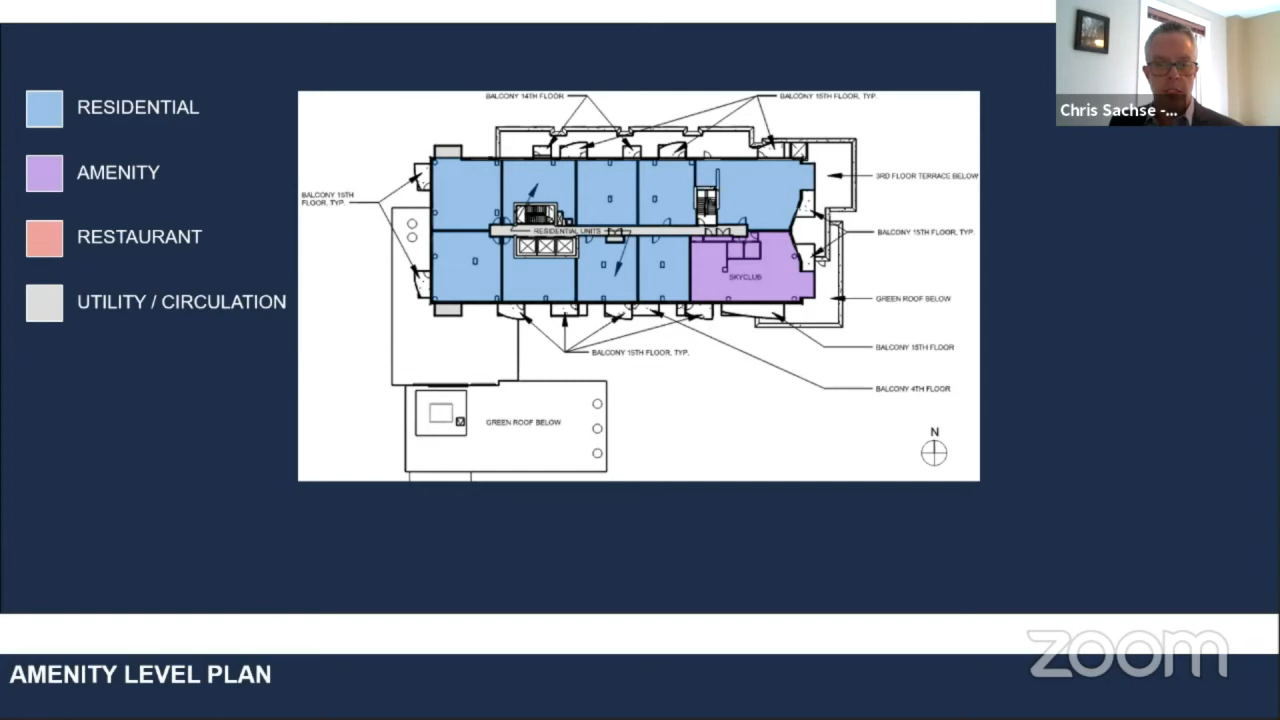 Chris Sachse -...
RESIDENTIAL
AMENITY
RESTAURANT
UTILITY / CIRCULATION
BALCONY 14TH FLOOR
BALCONY 15TH FLOOR, TYP.
BALCONY 15TH
FLOOR, TYP.
3RD FLOOR TERRACE BELOW
RESIDENTIAL UNITS
BALCONY 15TH FLOOR, TYP.
SKYCLUB
GREEN ROOF BELOW
BALCONY 15TH FLOOR
BALCONY 15TH FLOOR, TYP.
BALCONY 4TH FLOOR
GREEN ROOF BELOW
N
zoom
AMENITY LEVEL PLAN